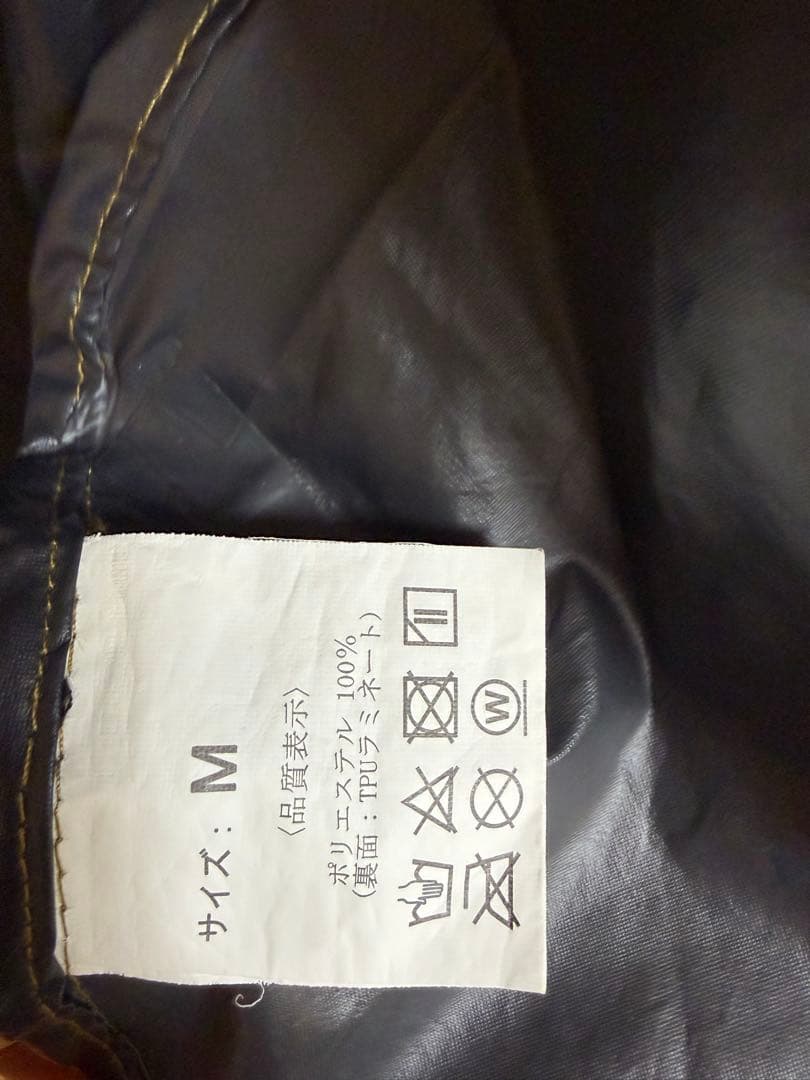 サイズ: M
〈品質表示〉
ポリエステル 100%
(裏面:TPUラミネート)
W